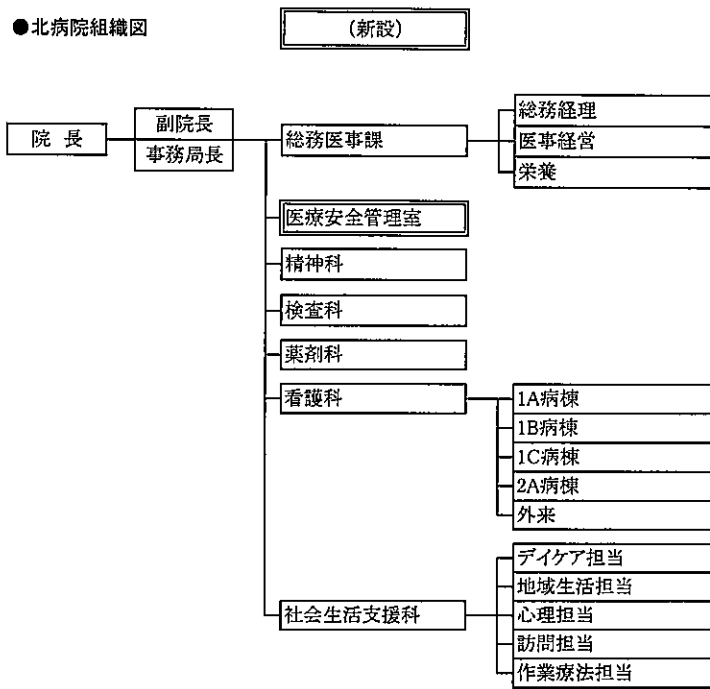 ●北病院組織図
(新設)
院 長
副院長
事務局長
総務医事課
総務経理
医事経営
栄養
医療安全管理室
精神科
検査科
薬剤科
看護科
1A病棟
1B病棟
1C病棟
2A病棟
外来
社会生活支援科
デイケア担当
地域生活担当
心理担当
訪問担当
作業療法担当